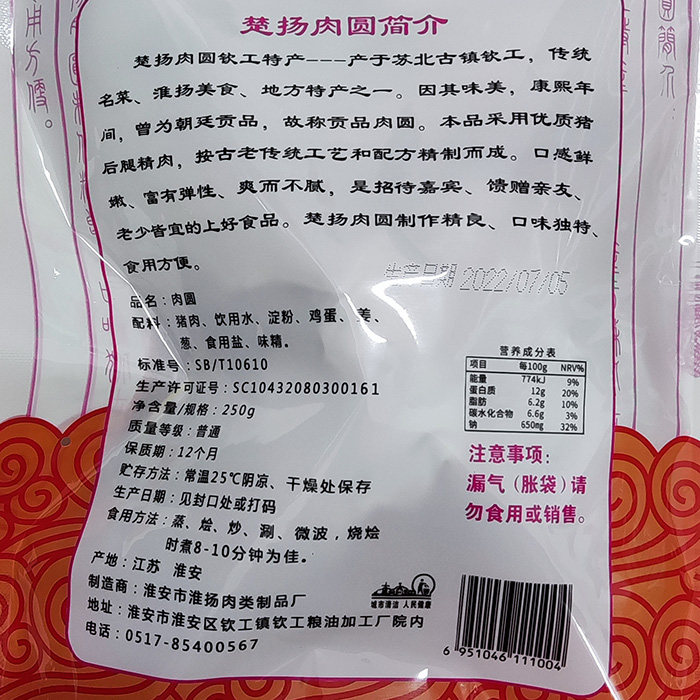 楚扬肉圆简介
楚扬肉圆钦工特产---产于苏北古镇钦工，传统
名菜、淮扬美食、地方特产之一。因其味美，康熙年
间，曾为朝廷贡品，故称贡品肉圆。本品采用优质猪
后腿精肉，按古老传统工艺和配方精制而成。口感鲜
嫩、富有弹性、爽而不腻，是招待嘉宾、馈赠亲友、
老少皆宜的上好食品。楚扬肉圆制作精良、口味独特、
食用方便。
生产日期 2022/07/05
品名：肉圆
配料：猪肉、饮用水、淀粉、鸡蛋、姜、
葱、食用盐、味精。
标准号：SB/T10610
生产许可证号：SC10432080300161
净含量/规格：250g
质量等级：普通
保质期：12个月
贮存方法：常温25℃阴凉、干燥处保存
生产日期：见封口处或打码
食用方法：蒸、烩、炒、涮、微波，烧烩
时煮8-10分钟为佳。
产地：江苏 淮安
制造商：淮安市淮扬肉类制品厂
地址：淮安市淮安区钦工镇钦工粮油加工厂院内
电话：0517-85400567
营养成分表
项目 每100g NRV%
能量 774kJ 9%
蛋白质 12g 20%
脂肪 6.2g 10%
碳水化合物 6.6g 3%
钠 650mg 32%
注意事项：
漏气（胀袋）请
勿食用或销售。
城市清洁 人民健康
6 951046 111004